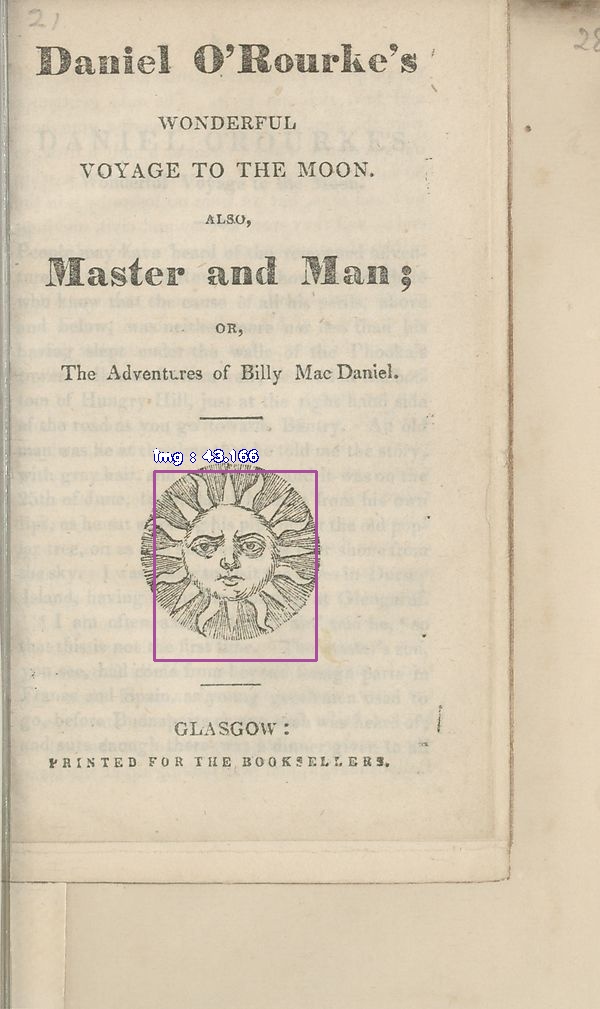 21
28
Daniel O'Rourke's
WONDERFUL
VOYAGE TO THE MOON.
ALSO,
Master and Man;
OR,
The Adventures of Billy Mac Daniel.
img : 43.166
GLASGOW:
PRINTED FOR THE BOOKSELLERS.